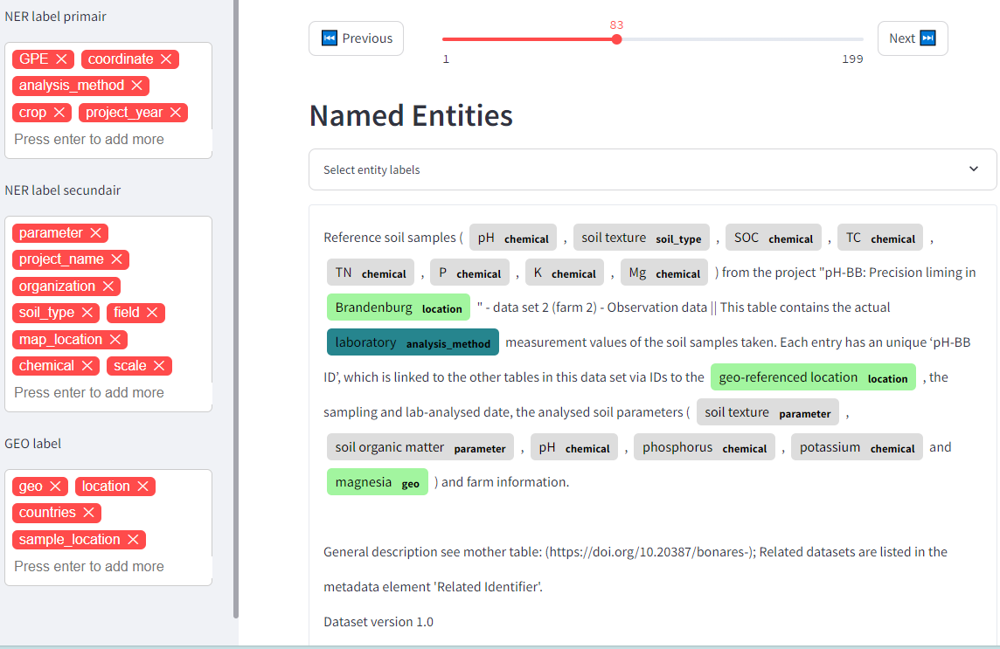 NER label primair
GPE × coordinate ×
analysis_method ×
crop × project_year ×
Press enter to add more
NER label secundair
parameter ×
project_name ×
organization ×
soil_type × field ×
map_location ×
chemical × scale ×
Press enter to add more
GEO label
geo × location ×
countries ×
sample_location ×
Press enter to add more
⏮ Previous
83
1
199
Next ⏭
Named Entities
Select entity labels
Reference soil samples ( pH chemical , soil texture soil_type , SOC chemical , TC chemical ,
TN chemical , P chemical , K chemical , Mg chemical ) from the project "pH-BB: Precision liming in
Brandenburg location " - data set 2 (farm 2) - Observation data || This table contains the actual
laboratory analysis_method measurement values of the soil samples taken. Each entry has an unique ‘pH-BB
ID’, which is linked to the other tables in this data set via IDs to the geo-referenced location location , the
sampling and lab-analysed date, the analysed soil parameters ( soil texture parameter ,
soil organic matter parameter , pH chemical , phosphorus chemical , potassium chemical and
magnesia geo ) and farm information.
General description see mother table: (https://doi.org/10.20387/bonares-); Related datasets are listed in the
metadata element 'Related Identifier'.
Dataset version 1.0